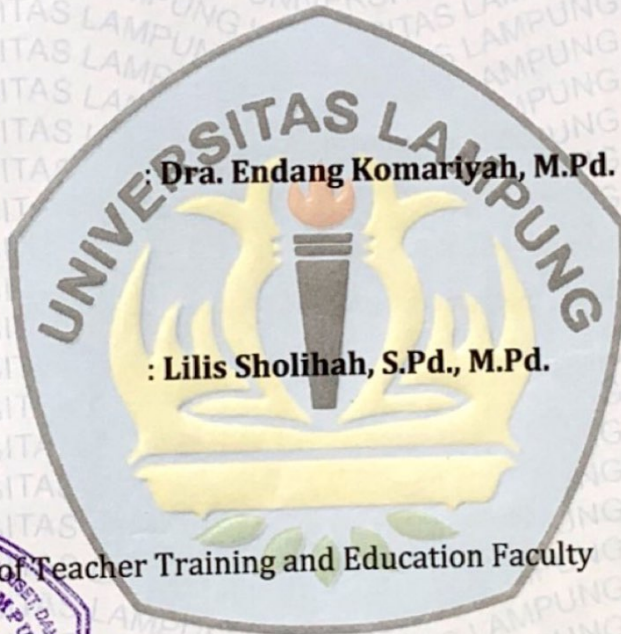 UNIVERSITAS LAMPUNG
: Dra. Endang Komariyah, M.Pd.
: Lilis Sholihah, S.Pd., M.Pd.
of Teacher Training and Education Faculty